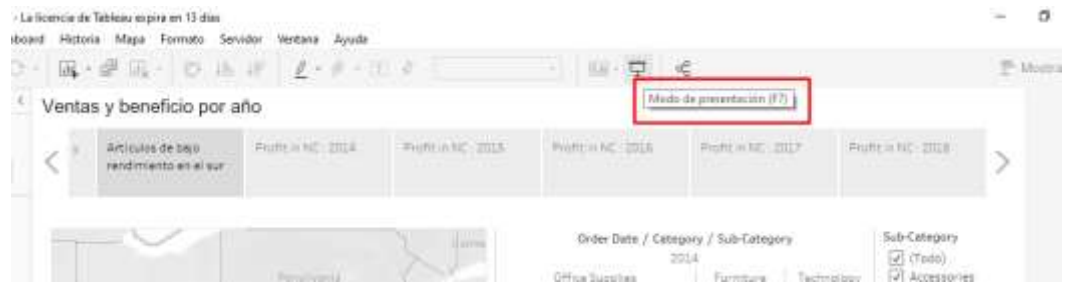 - La licencia de Tableau expira en 13 días
board Historia Mapa Formato Servidor Ventana Ayuda
Mostra
Modo de presentación (F7)
Ventas y beneficio por año
Artículos de bajo
rendimiento en el sur
Profit in NC - 2014
Profit in NC - 2015
Profit in NC - 2016
Profit in NC - 2017
Profit in NC - 2018
Order Date / Category / Sub-Category
2014
Office Supplies Furniture Technology
Sub-Category
(Todo)
Accessories
Pensilvania